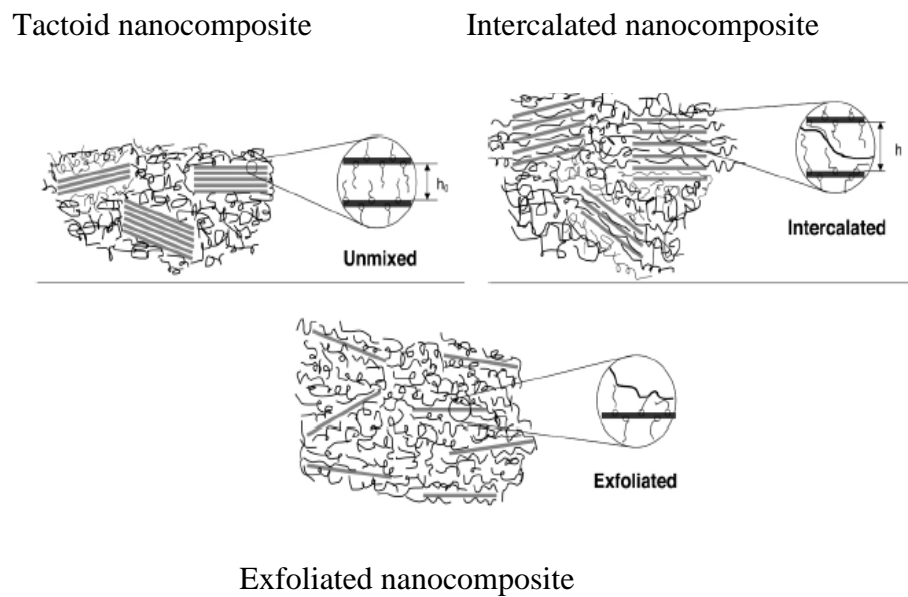 Tactoid nanocomposite
Intercalated nanocomposite
h₀
Unmixed
h
Intercalated
Exfoliated
Exfoliated nanocomposite